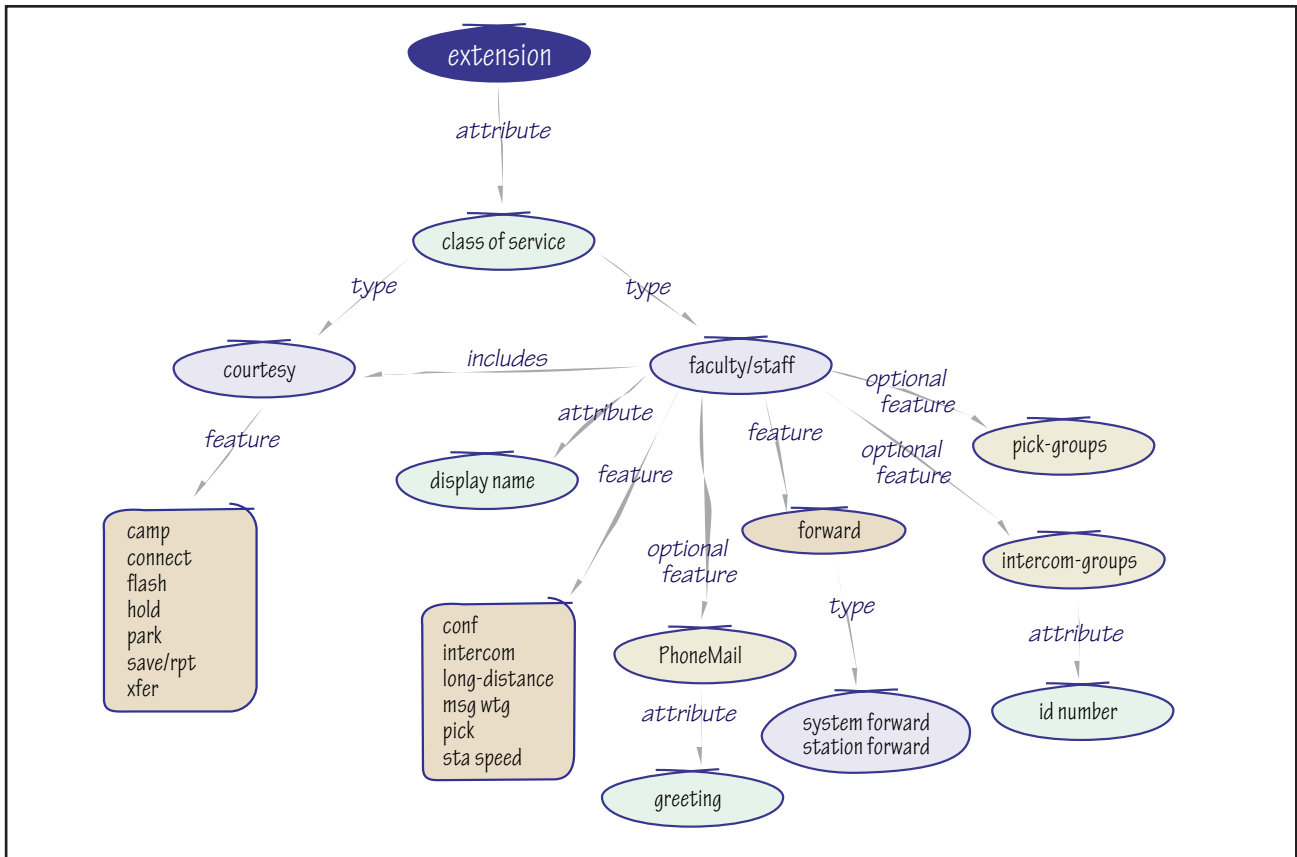 extension
attribute
class of service
type
type
courtesy
includes
faculty/staff
optional
feature
pick-groups
attribute
display name
feature
feature
feature
optional
feature
camp
connect
flash
hold
park
save/rpt
xfer
forward
intercom-groups
optional
feature
conf
intercom
long-distance
msg wtg
pick
sta speed
PhoneMail
type
attribute
attribute
system forward
station forward
id number
greeting